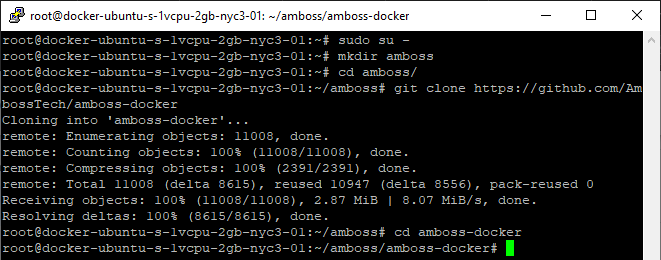 root@docker-ubuntu-s-1vcpu-2gb-nyc3-01: ~/amboss/amboss-docker
root@docker-ubuntu-s-1vcpu-2gb-nyc3-01:~# sudo su -
root@docker-ubuntu-s-1vcpu-2gb-nyc3-01:~# mkdir amboss
root@docker-ubuntu-s-1vcpu-2gb-nyc3-01:~# cd amboss/
root@docker-ubuntu-s-1vcpu-2gb-nyc3-01:~/amboss# git clone https://github.com/Am
bossTech/amboss-docker
Cloning into 'amboss-docker'...
remote: Enumerating objects: 11008, done.
remote: Counting objects: 100% (11008/11008), done.
remote: Compressing objects: 100% (2391/2391), done.
remote: Total 11008 (delta 8615), reused 10947 (delta 8556), pack-reused 0
Receiving objects: 100% (11008/11008), 2.87 MiB | 8.07 MiB/s, done.
Resolving deltas: 100% (8615/8615), done.
root@docker-ubuntu-s-1vcpu-2gb-nyc3-01:~/amboss# cd amboss-docker
root@docker-ubuntu-s-1vcpu-2gb-nyc3-01:~/amboss/amboss-docker#